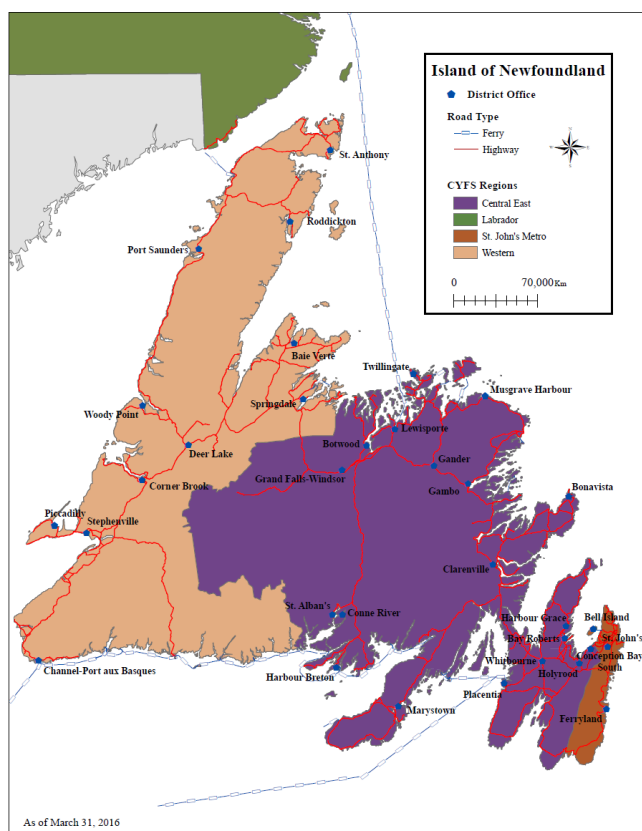 Island of Newfoundland
District Office
Road Type
Ferry
Highway
N
CYFS Regions
Central East
Labrador
St. John's Metro
Western
0
70,000Km
St. Anthony
Roddickton
Port Saunders
Baie Verte
Twillingate
Musgrave Harbour
Springdale
Woody Point
Lewisporte
Botwood
Deer Lake
Gander
Grand Falls-Windsor
Corner Brook
Gambo
Bonavista
Piccadilly
Stephenville
Clarenville
St. Alban's
Conne River
Harbour Grace
Bell Island
Bay Roberts
St. John's
Conception Bay
South
Whitbourne
Holyrood
Channel-Port aux Basques
Harbour Breton
Placentia
Marystown
Ferryland
As of March 31, 2016